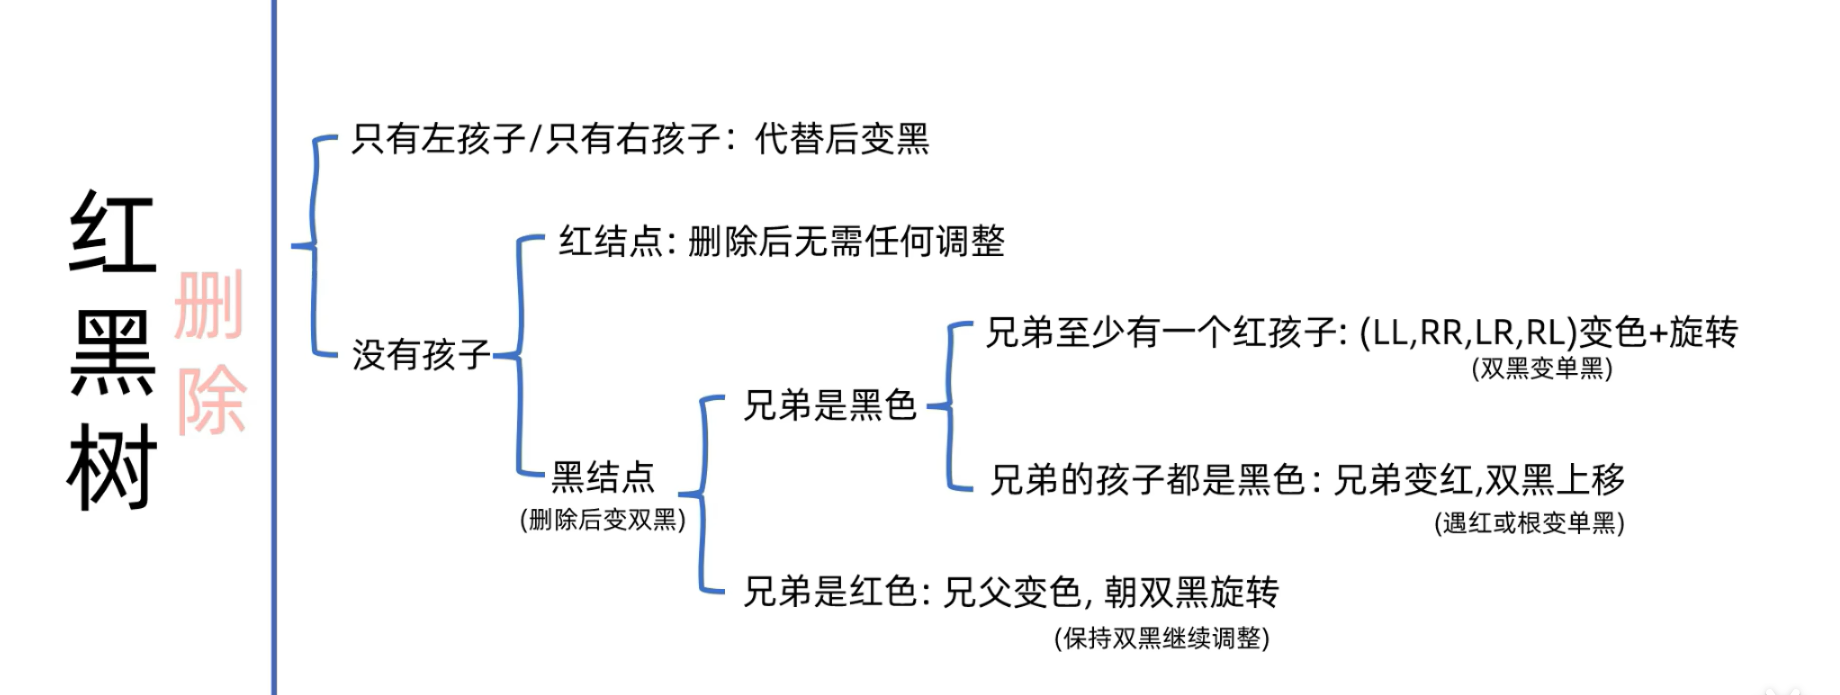 红黑树
删除
只有左孩子/只有右孩子：代替后变黑
红结点：删除后无需任何调整
没有孩子
兄弟至少有一个红孩子：(LL,RR,LR,RL)变色+旋转
(双黑变单黑)
兄弟是黑色
黑结点
(删除后变双黑)
兄弟的孩子都是黑色：兄弟变红,双黑上移
(遇红或根变单黑)
兄弟是红色：兄父变色, 朝双黑旋转
(保持双黑继续调整)